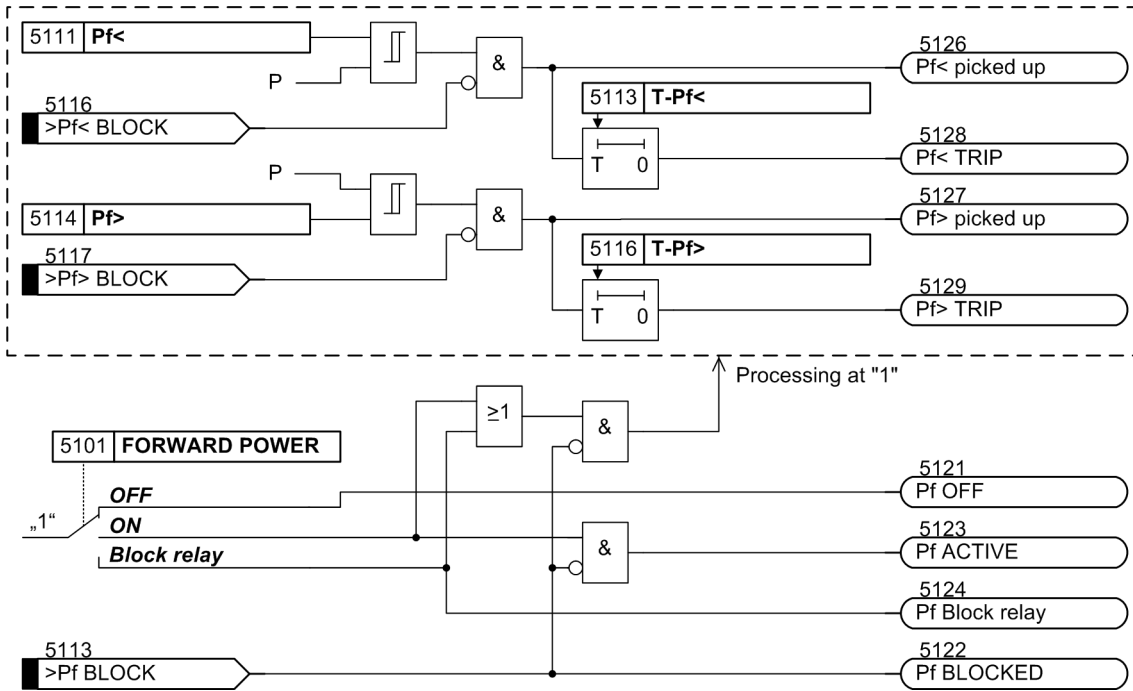 5111 Pf<
P
&
5126
Pf< picked up
5116
>Pf< BLOCK
5113 T-Pf<
T 0
5128
Pf< TRIP
P
&
5127
Pf> picked up
5114 Pf>
5117
>Pf> BLOCK
5116 T-Pf>
T 0
5129
Pf> TRIP
Processing at "1"
≥1
&
5101 FORWARD POWER
OFF
5121
Pf OFF
„1“
ON
&
5123
Pf ACTIVE
Block relay
5124
Pf Block relay
5113
>Pf BLOCK
5122
Pf BLOCKED